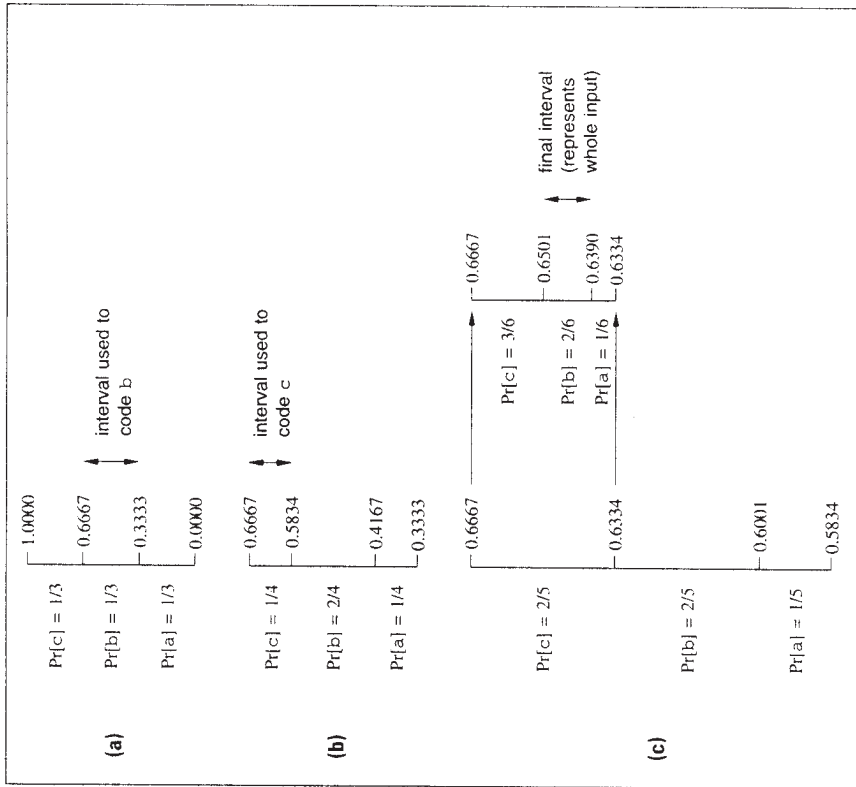 (a)
Pr[c] = 1/3
Pr[b] = 1/3
Pr[a] = 1/3
1.0000
0.6667
0.3333
0.0000
interval used to
code b
(b)
Pr[c] = 1/4
Pr[b] = 2/4
Pr[a] = 1/4
0.6667
0.5834
0.4167
0.3333
interval used to
code c
(c)
Pr[c] = 2/5
Pr[b] = 2/5
Pr[a] = 1/5
0.6667
0.6334
0.6001
0.5834
Pr[c] = 3/6
Pr[b] = 2/6
Pr[a] = 1/6
0.6667
0.6501
0.6390
0.6334
final interval
(represents
whole input)